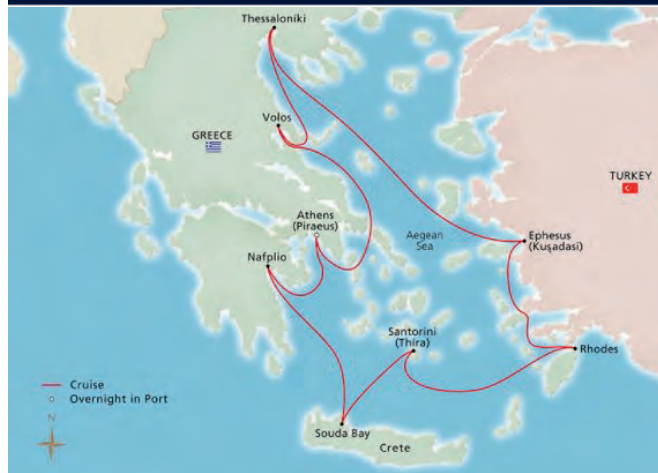 Thessaloniki
Volos
GREECE
TURKEY
Athens
(Piraeus)
Aegean
Sea
Ephesus
(Kuşadasi)
Nafplio
Santorini
(Thira)
Rhodes
Cruise
Overnight in Port
N
Souda Bay
Crete